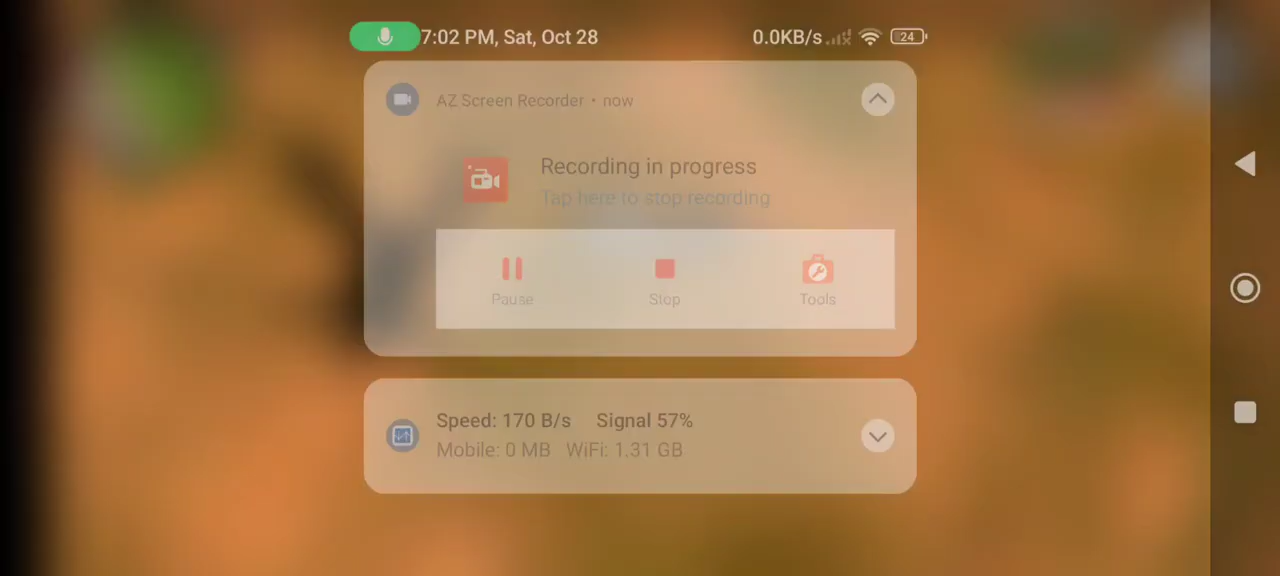 7:02 PM, Sat, Oct 28
0.0KB/s 24
AZ Screen Recorder • now
Recording in progress
Tap here to stop recording
Pause Stop Tools
Speed: 170 B/s Signal 57%
Mobile: 0 MB WiFi: 1.31 GB